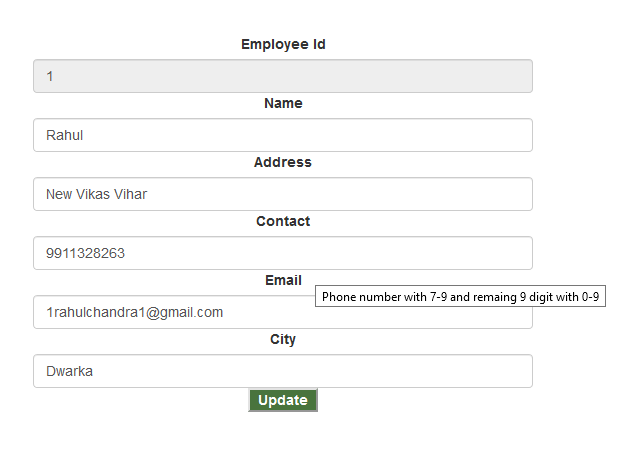 Employee Id
1
Name
Rahul
Address
New Vikas Vihar
Contact
9911328263
Email
Phone number with 7-9 and remaing 9 digit with 0-9
1rahulchandra1@gmail.com
City
Dwarka
Update